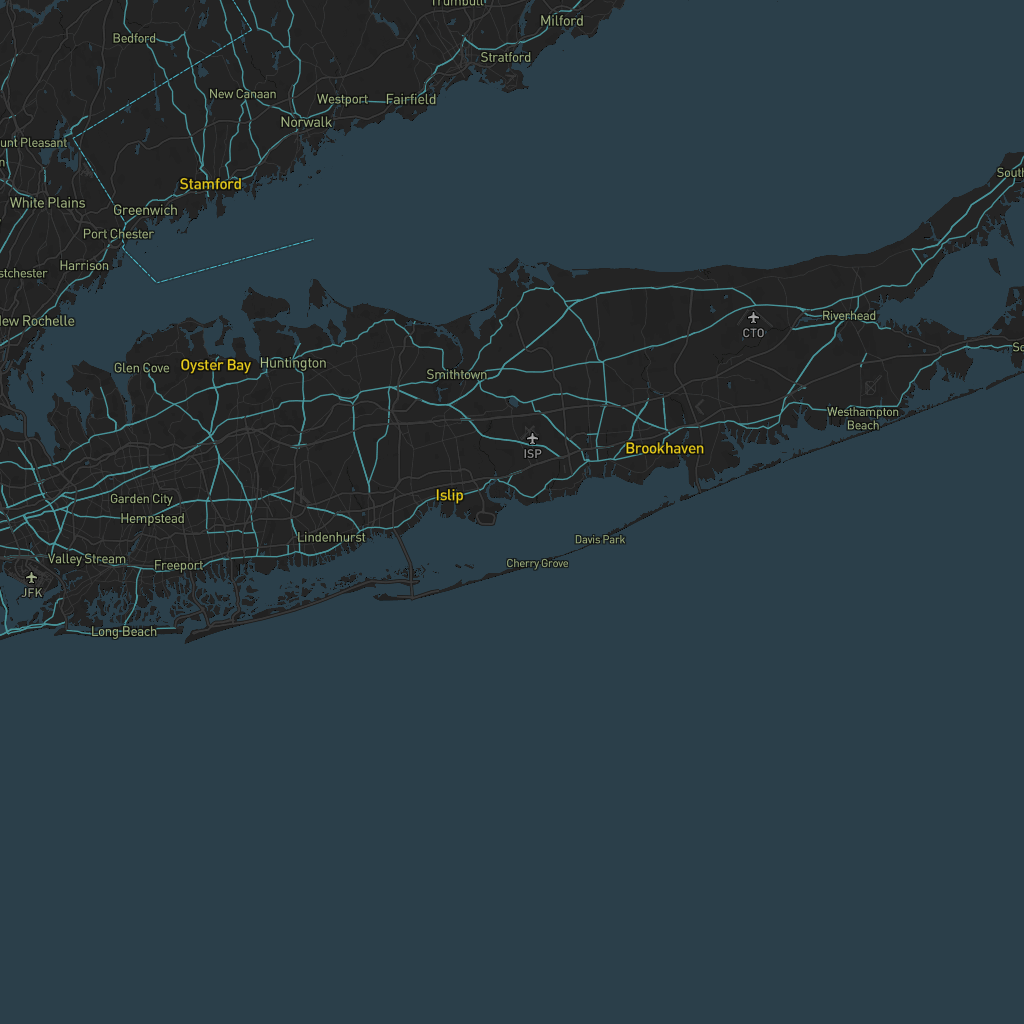 Trumbull
Milford
Bedford
Stratford
New Canaan
Westport
Fairfield
Norwalk
unt Pleasant
n
South
Stamford
White Plains
Greenwich
Port Chester
stchester
Harrison
New Rochelle
CTO
Riverhead
So
Glen Cove
Oyster Bay
Huntington
Smithtown
Westhampton
Beach
ISP
Brookhaven
Islip
Garden City
Hempstead
Lindenhurst
Davis Park
Valley Stream
Freeport
Cherry Grove
JFK
Long Beach